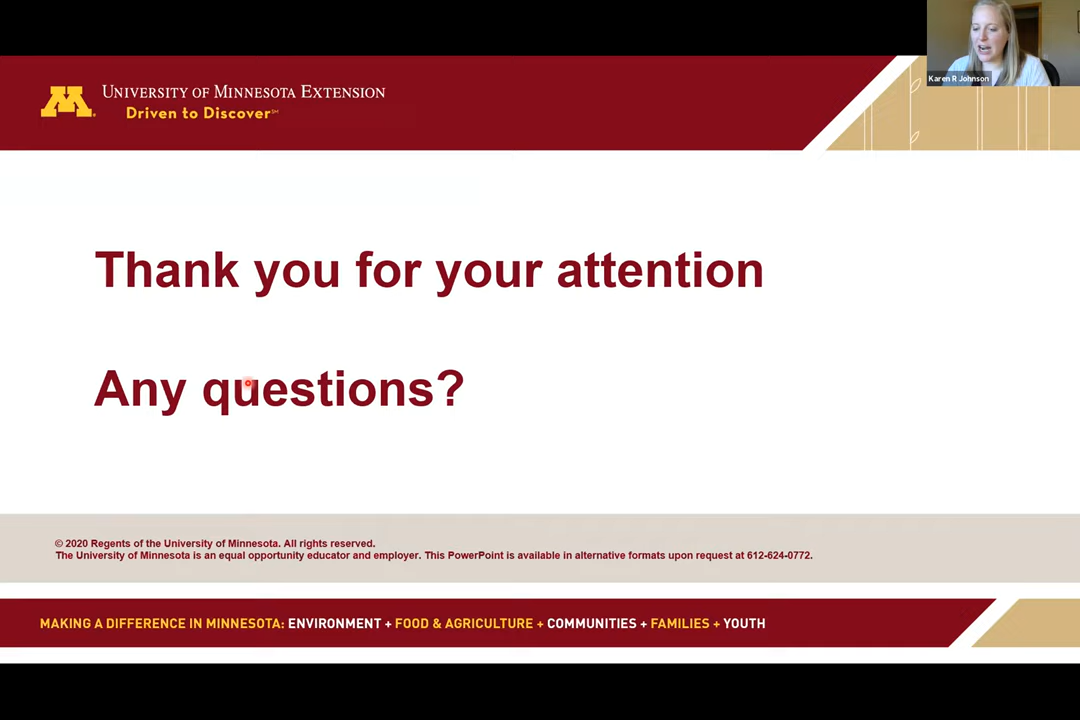 Karen R Johnson
UNIVERSITY OF MINNESOTA EXTENSION
Driven to Discover℠
Thank you for your attention
Any questions?
© 2020 Regents of the University of Minnesota. All rights reserved.
The University of Minnesota is an equal opportunity educator and employer. This PowerPoint is available in alternative formats upon request at 612-624-0772.
MAKING A DIFFERENCE IN MINNESOTA: ENVIRONMENT + FOOD & AGRICULTURE + COMMUNITIES + FAMILIES + YOUTH